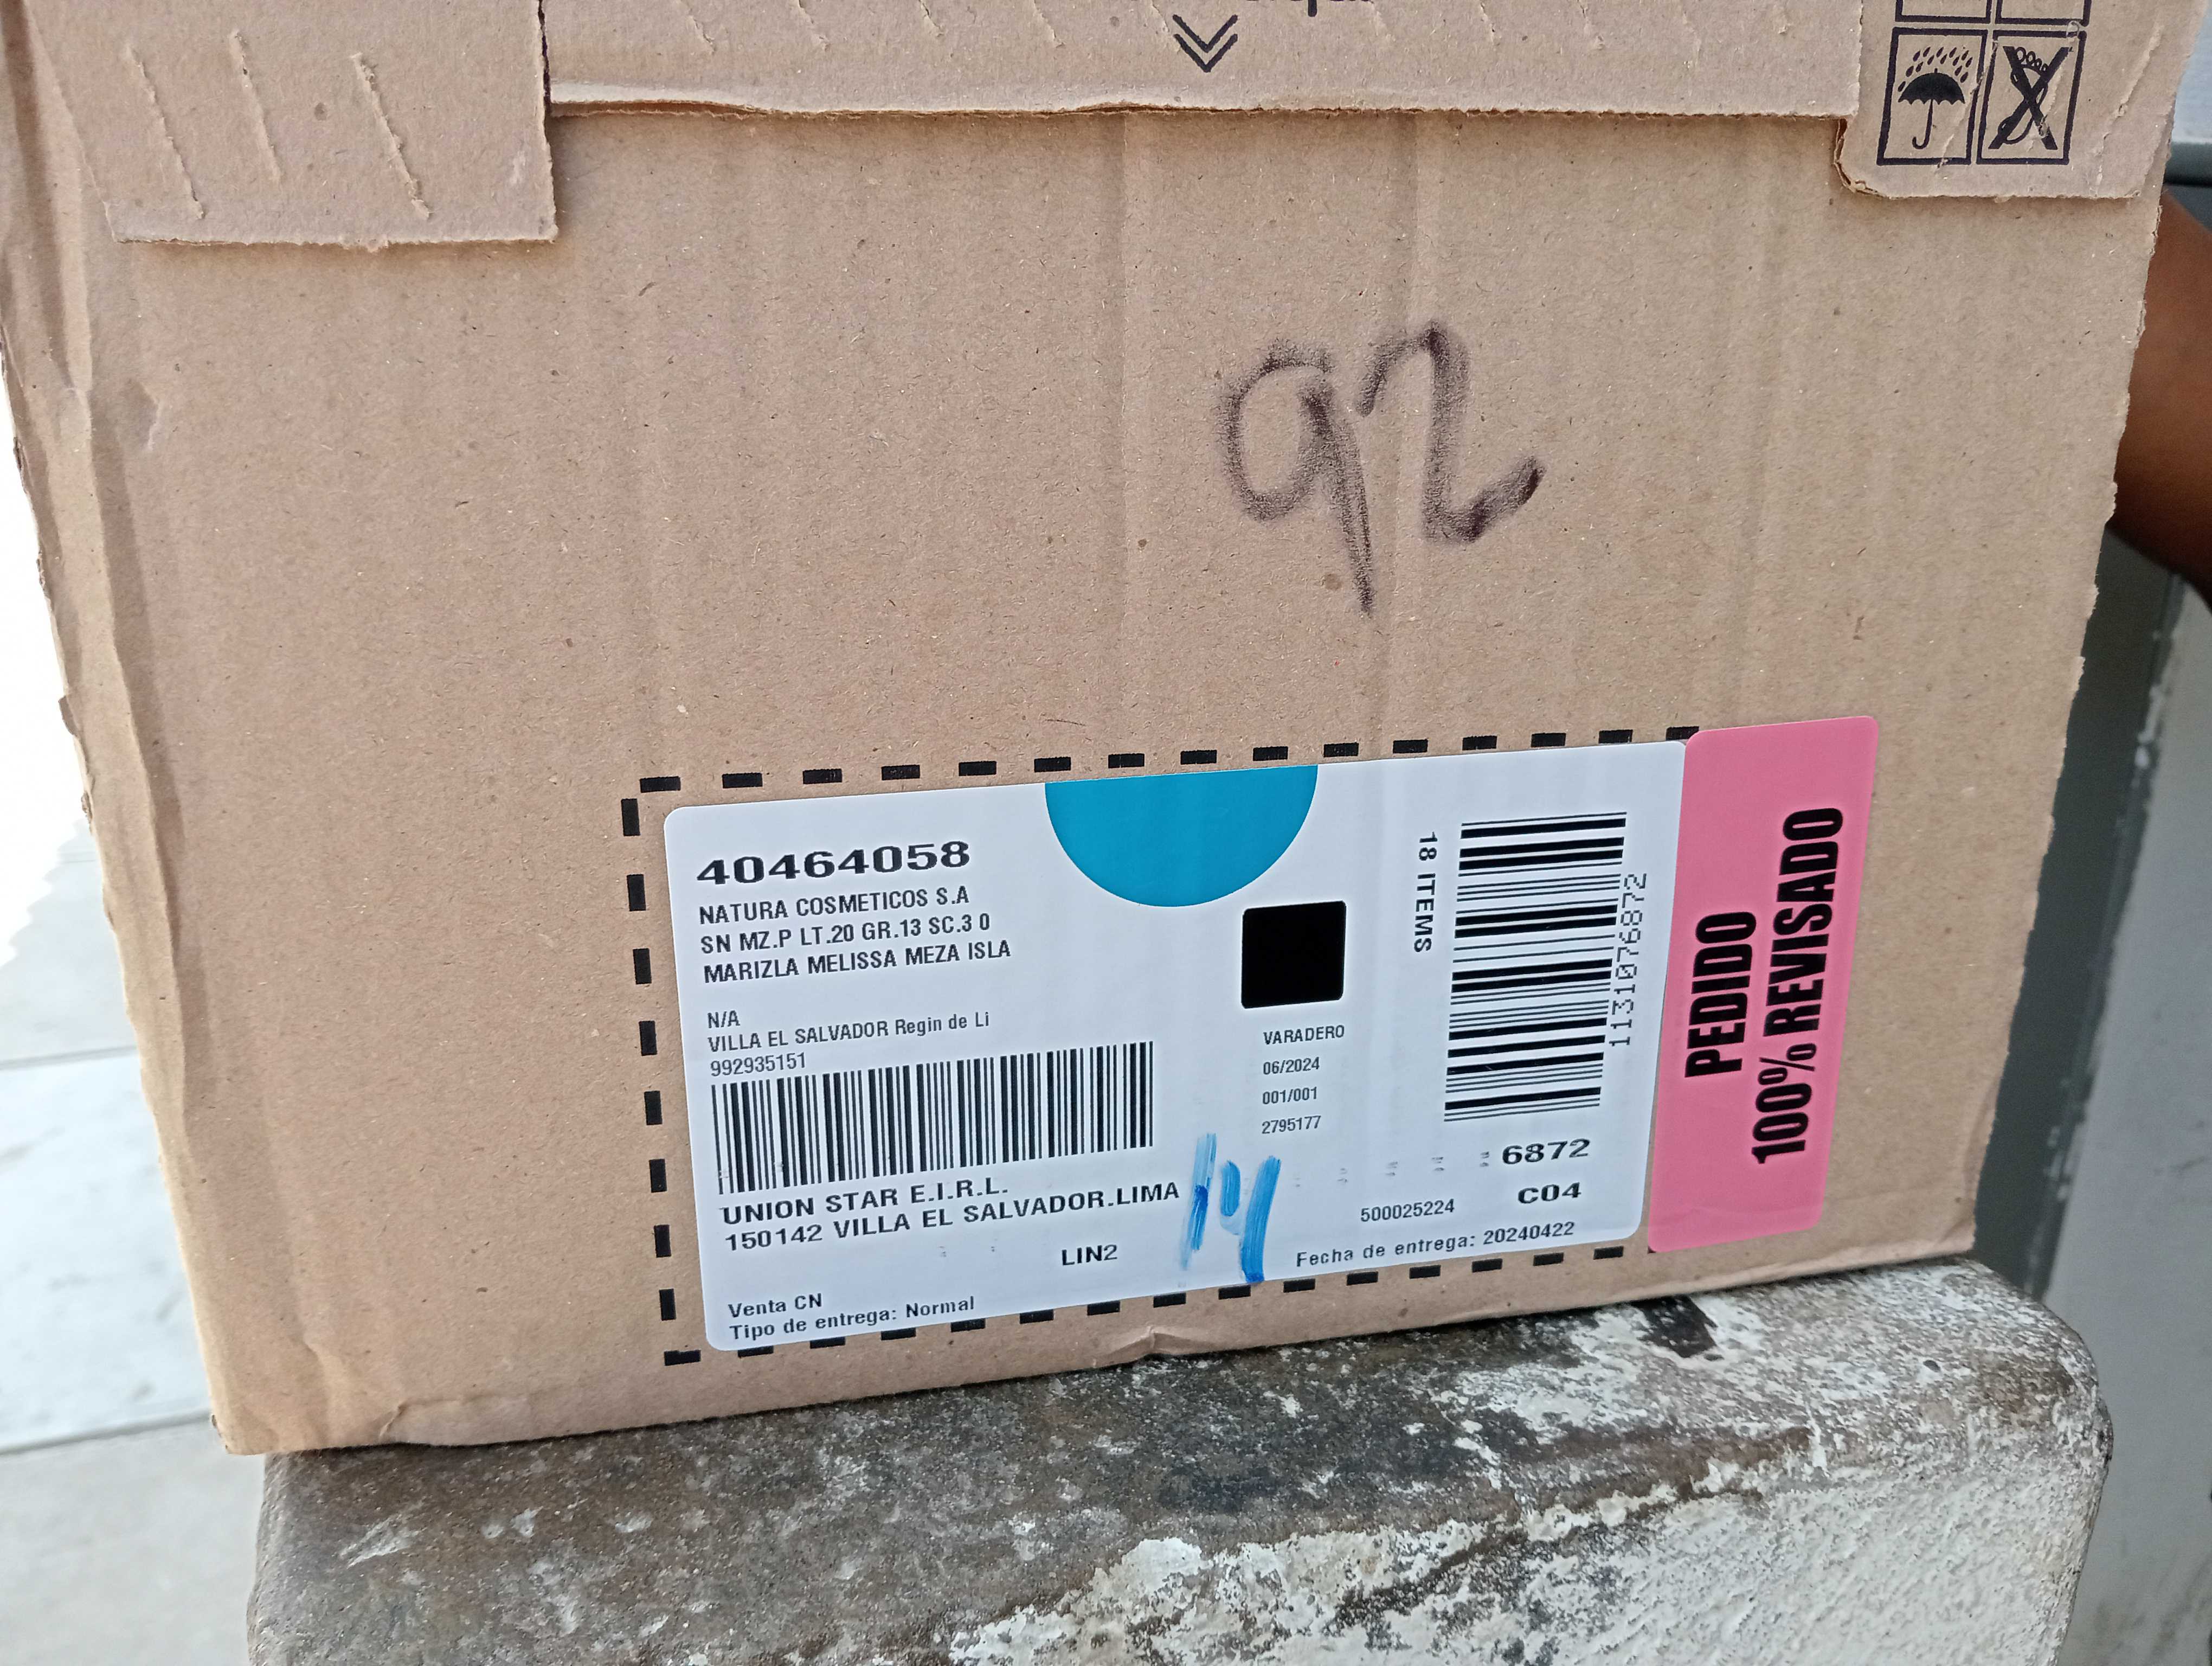 92
40464058
NATURA COSMETICOS S.A
SN MZ.P LT.20 GR.13 SC.3 0
MARIZLA MELISSA MEZA ISLA
N/A
VILLA EL SALVADOR Regin de Li
992935151
UNION STAR E.I.R.L.
150142 VILLA EL SALVADOR.LIMA
LIN2
Venta CN
Tipo de entrega: Normal
VARADERO
06/2024
001/001
2795177
14
18 ITEMS
1131076872
6872
C04
500025224
Fecha de entrega: 20240422
PEDIDO
100% REVISADO